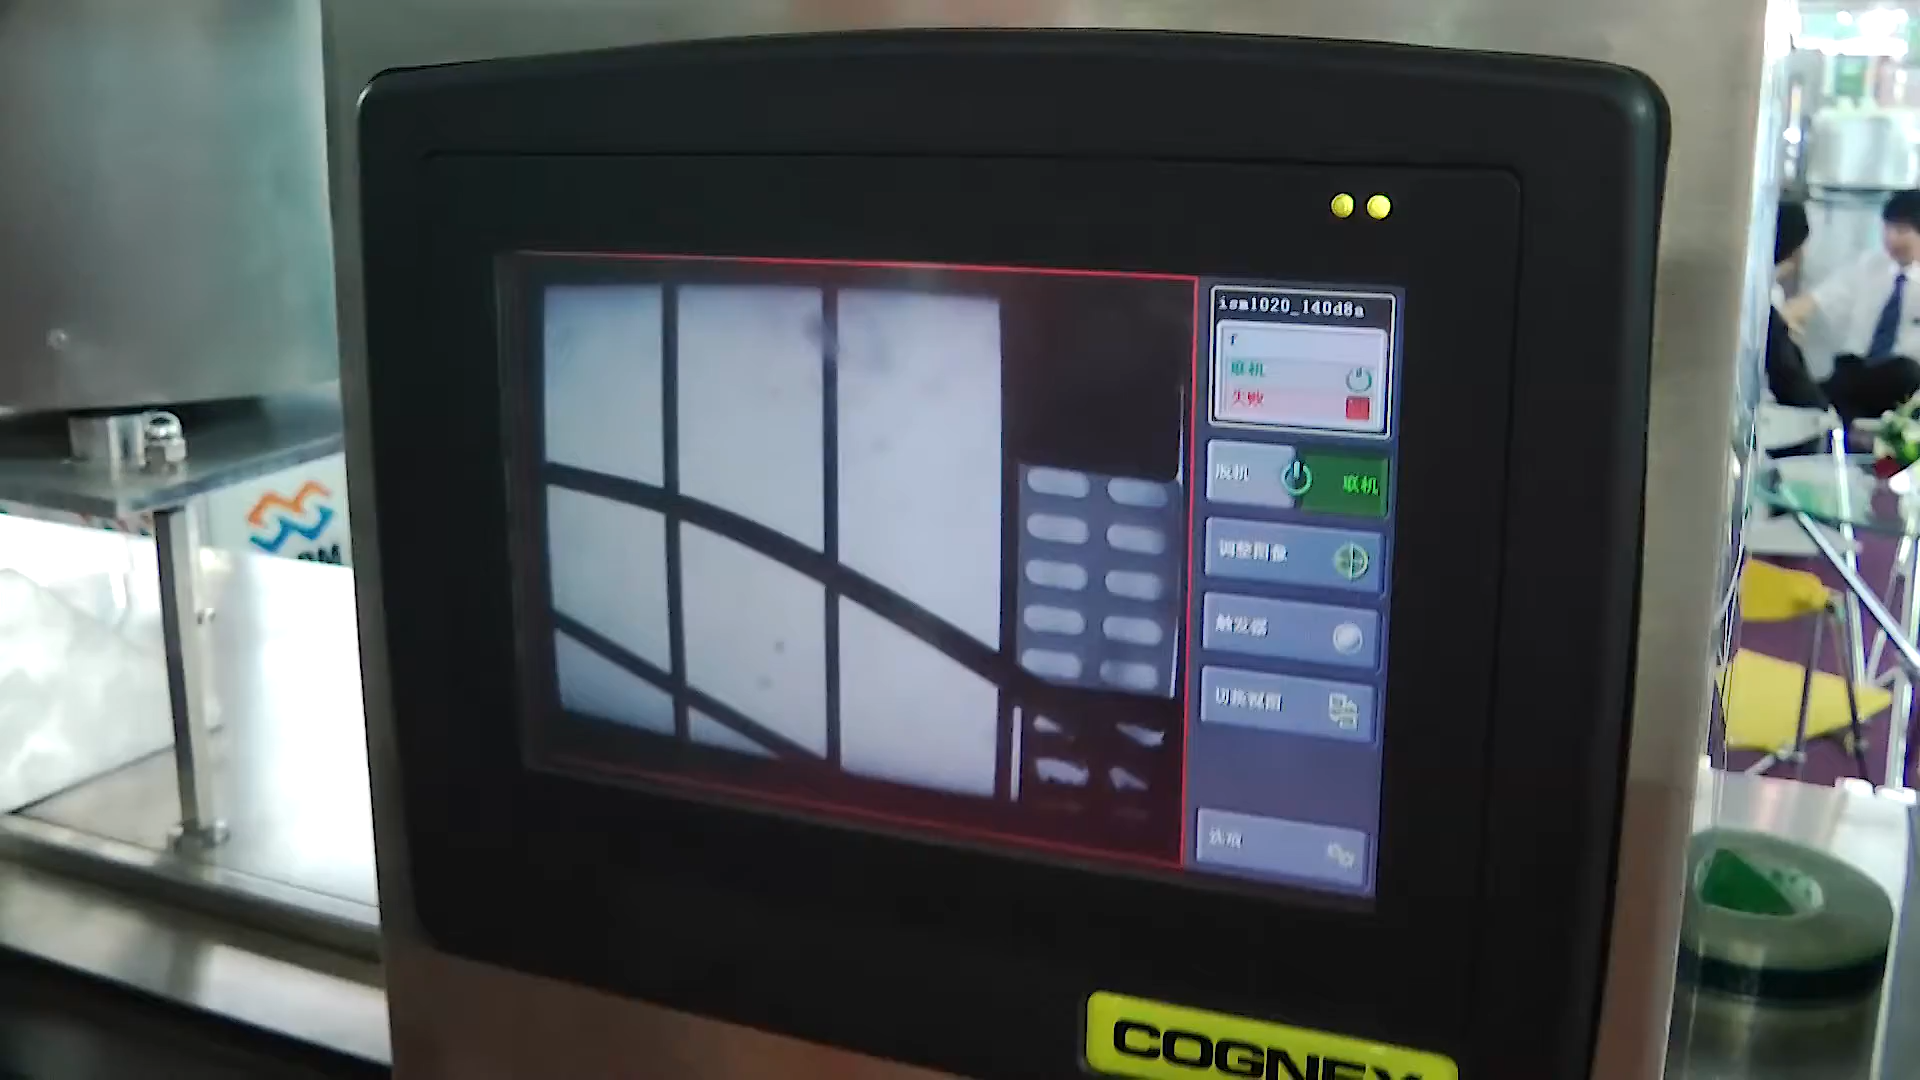 ism1020_140d8a
f
联机
失败
脱机
联机
调整图像
触发器
切换视图
选项
COGNEX